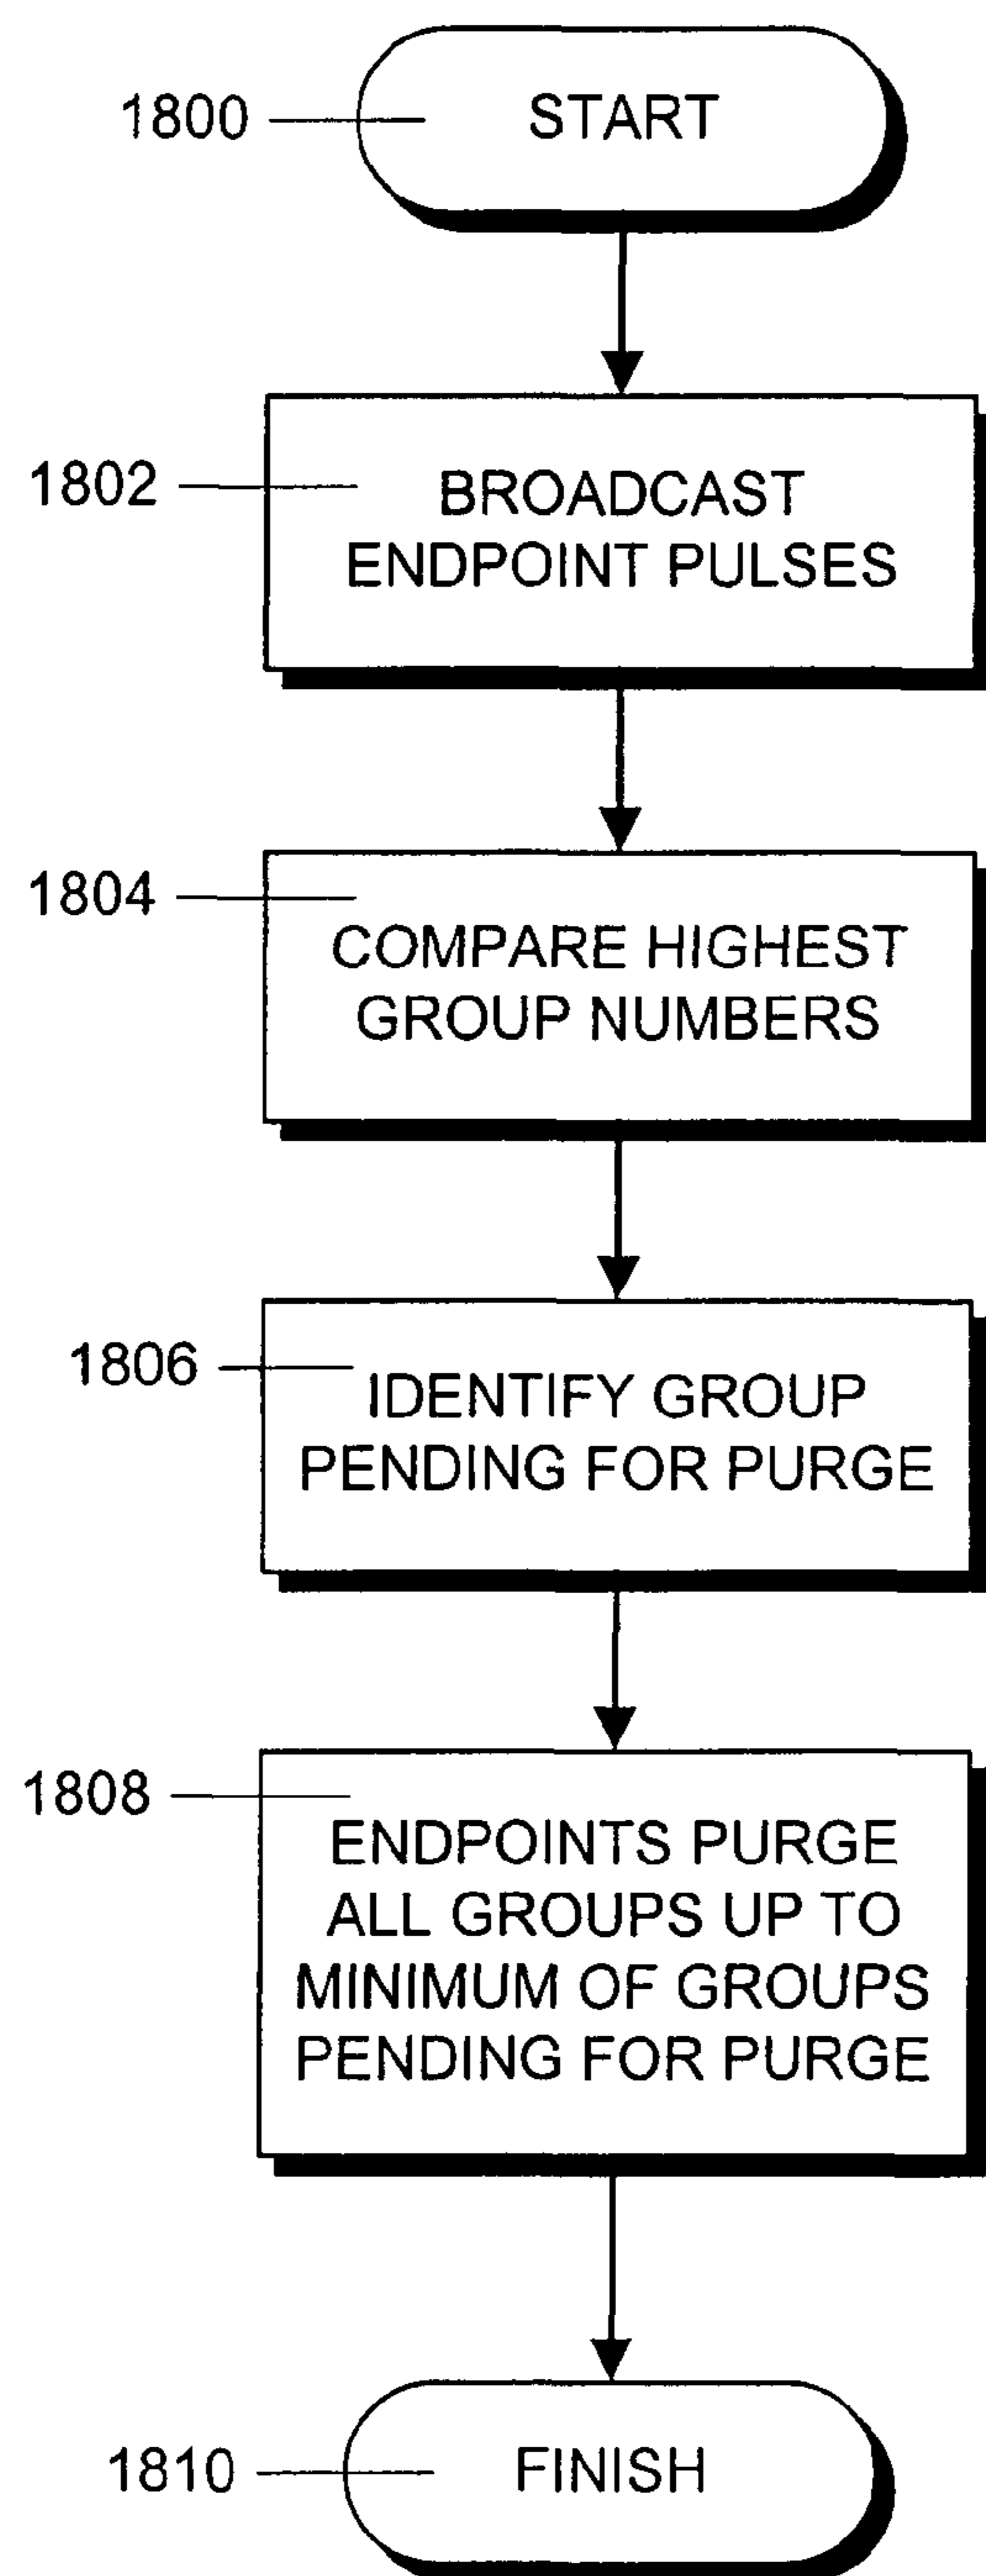 1800
START
1802
BROADCAST
ENDPOINT PULSES
1804
COMPARE HIGHEST
GROUP NUMBERS
1806
IDENTIFY GROUP
PENDING FOR PURGE
1808
ENDPOINTS PURGE
ALL GROUPS UP TO
MINIMUM OF GROUPS
PENDING FOR PURGE
1810
FINISH